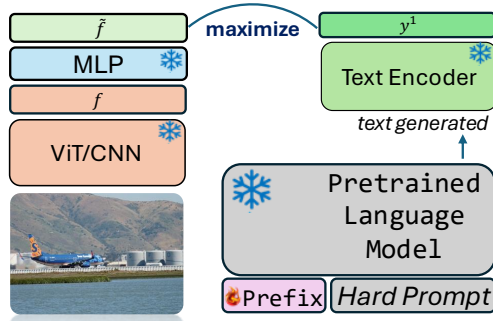 f̃
maximize
y¹
MLP
Text Encoder
f
text generated
ViT/CNN
Pretrained
Language
Model
Prefix
Hard Prompt